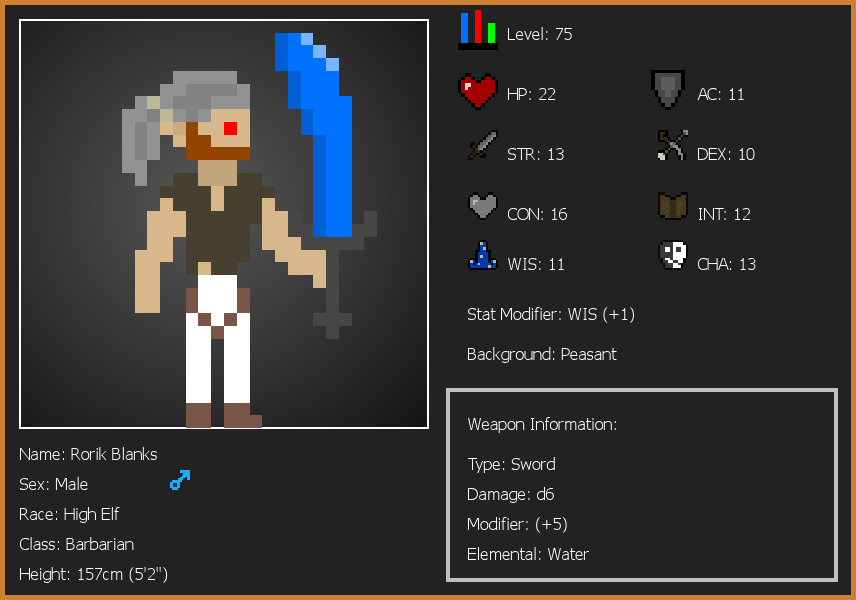 Level: 75
HP: 22
AC: 11
STR: 13
DEX: 10
CON: 16
INT: 12
WIS: 11
CHA: 13
Stat Modifier: WIS (+1)
Background: Peasant
Weapon Information:
Type: Sword
Damage: d6
Modifier: (+5)
Elemental: Water
Name: Rorik Blanks
Sex: Male
Race: High Elf
Class: Barbarian
Height: 157cm (5'2")